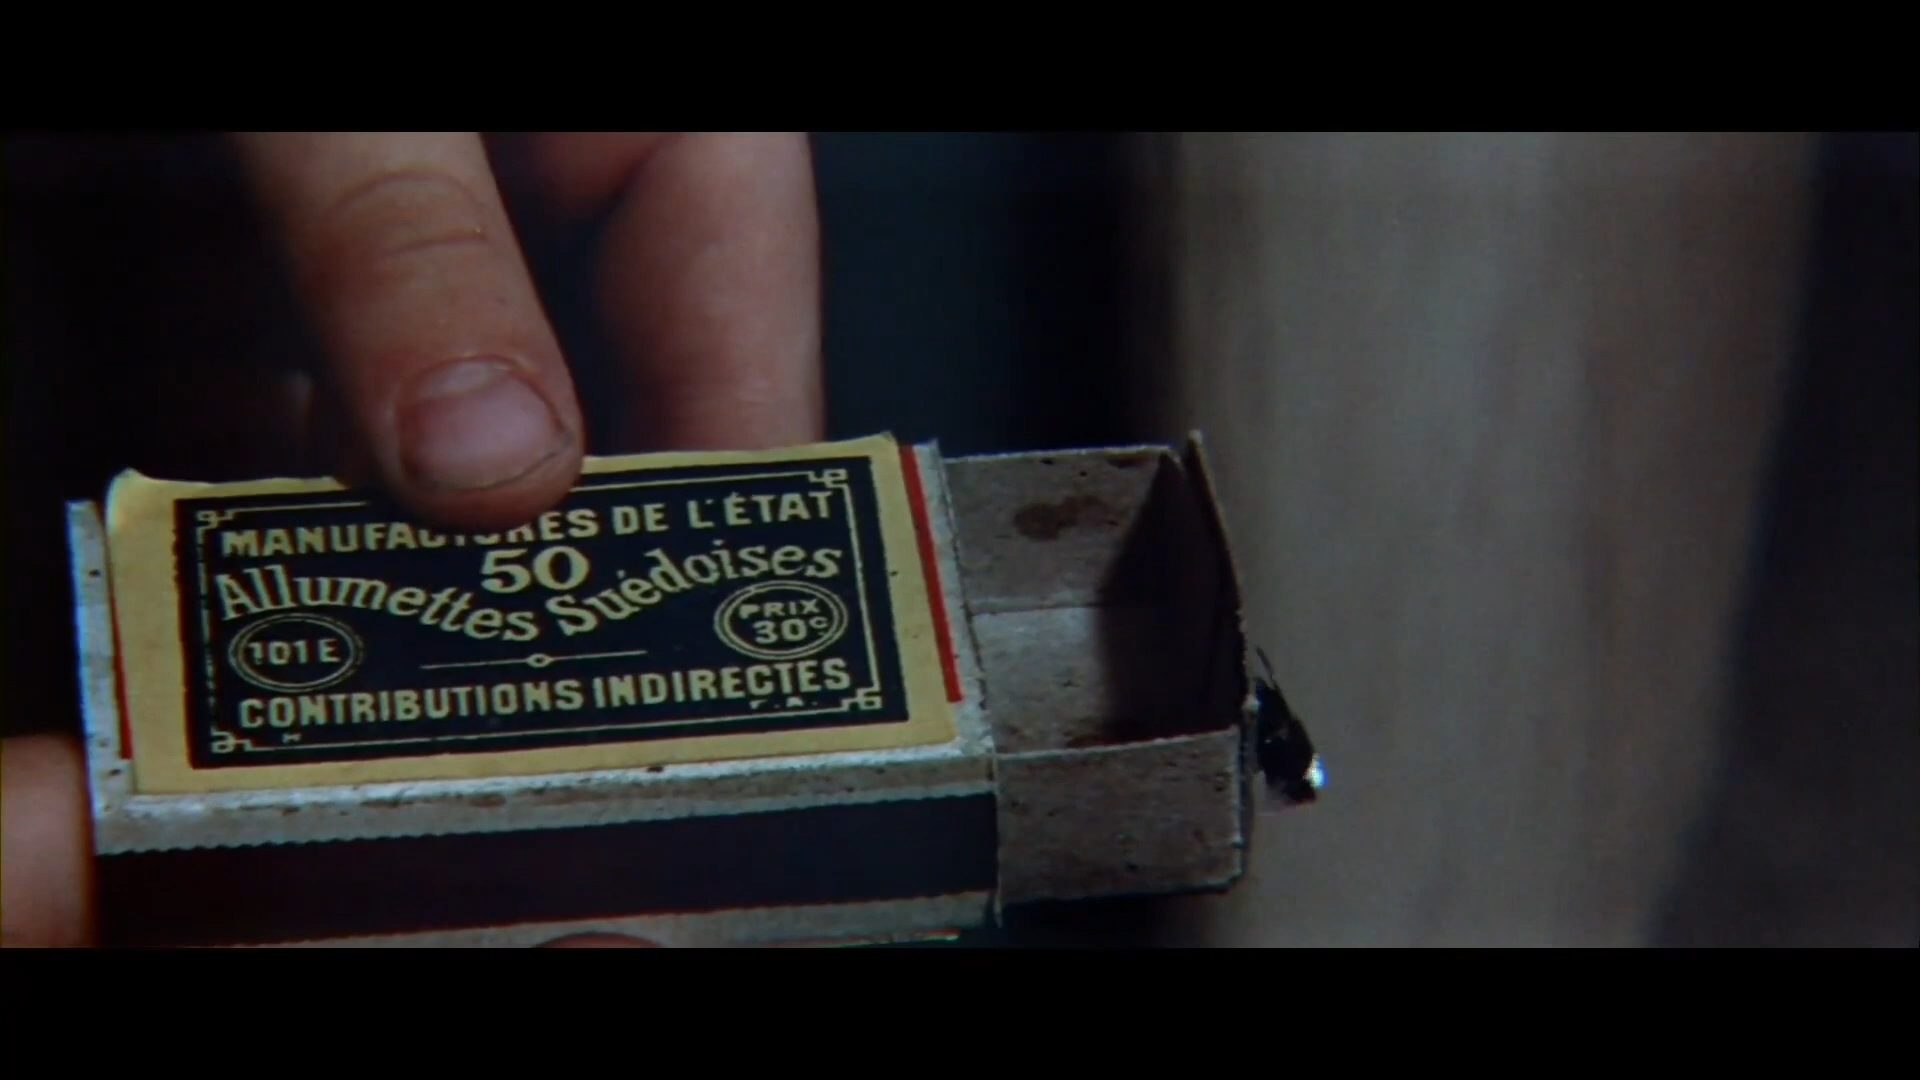 MANUFACTURES DE L'ÉTAT
50
Allumettes Suédoises
101 E
PRIX
30c
CONTRIBUTIONS INDIRECTES